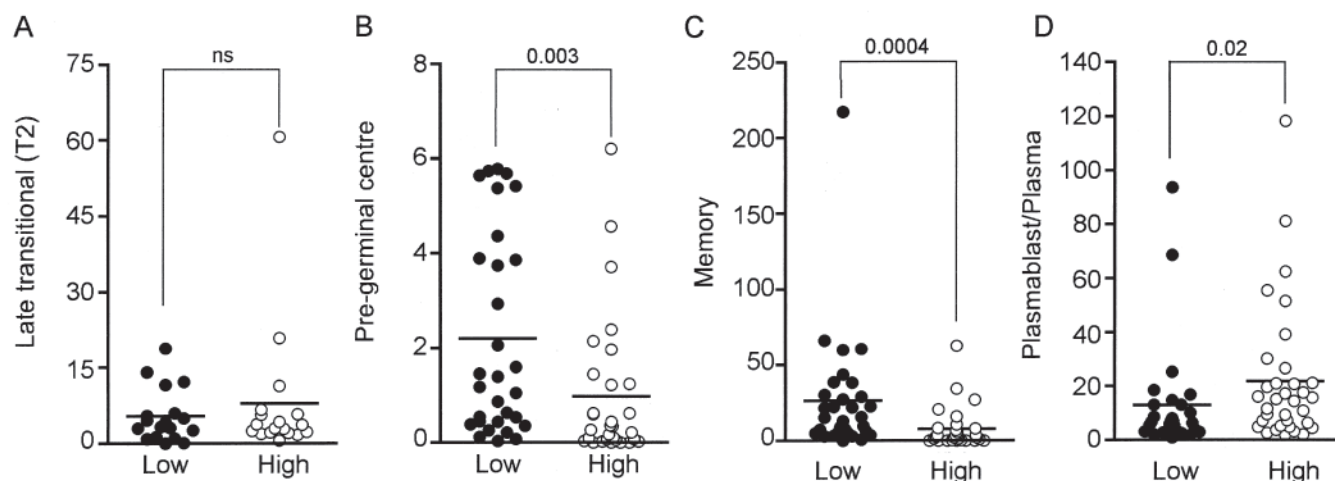 A
ns
Late transitional (T2)
75
60
45
30
15
0
Low High
B
0.003
Pre-germinal centre
8
6
4
2
0
Low High
C
0.0004
Memory
250
200
150
100
50
0
Low High
D
0.02
Plasmablast/Plasma
140
120
100
80
60
40
20
0
Low High